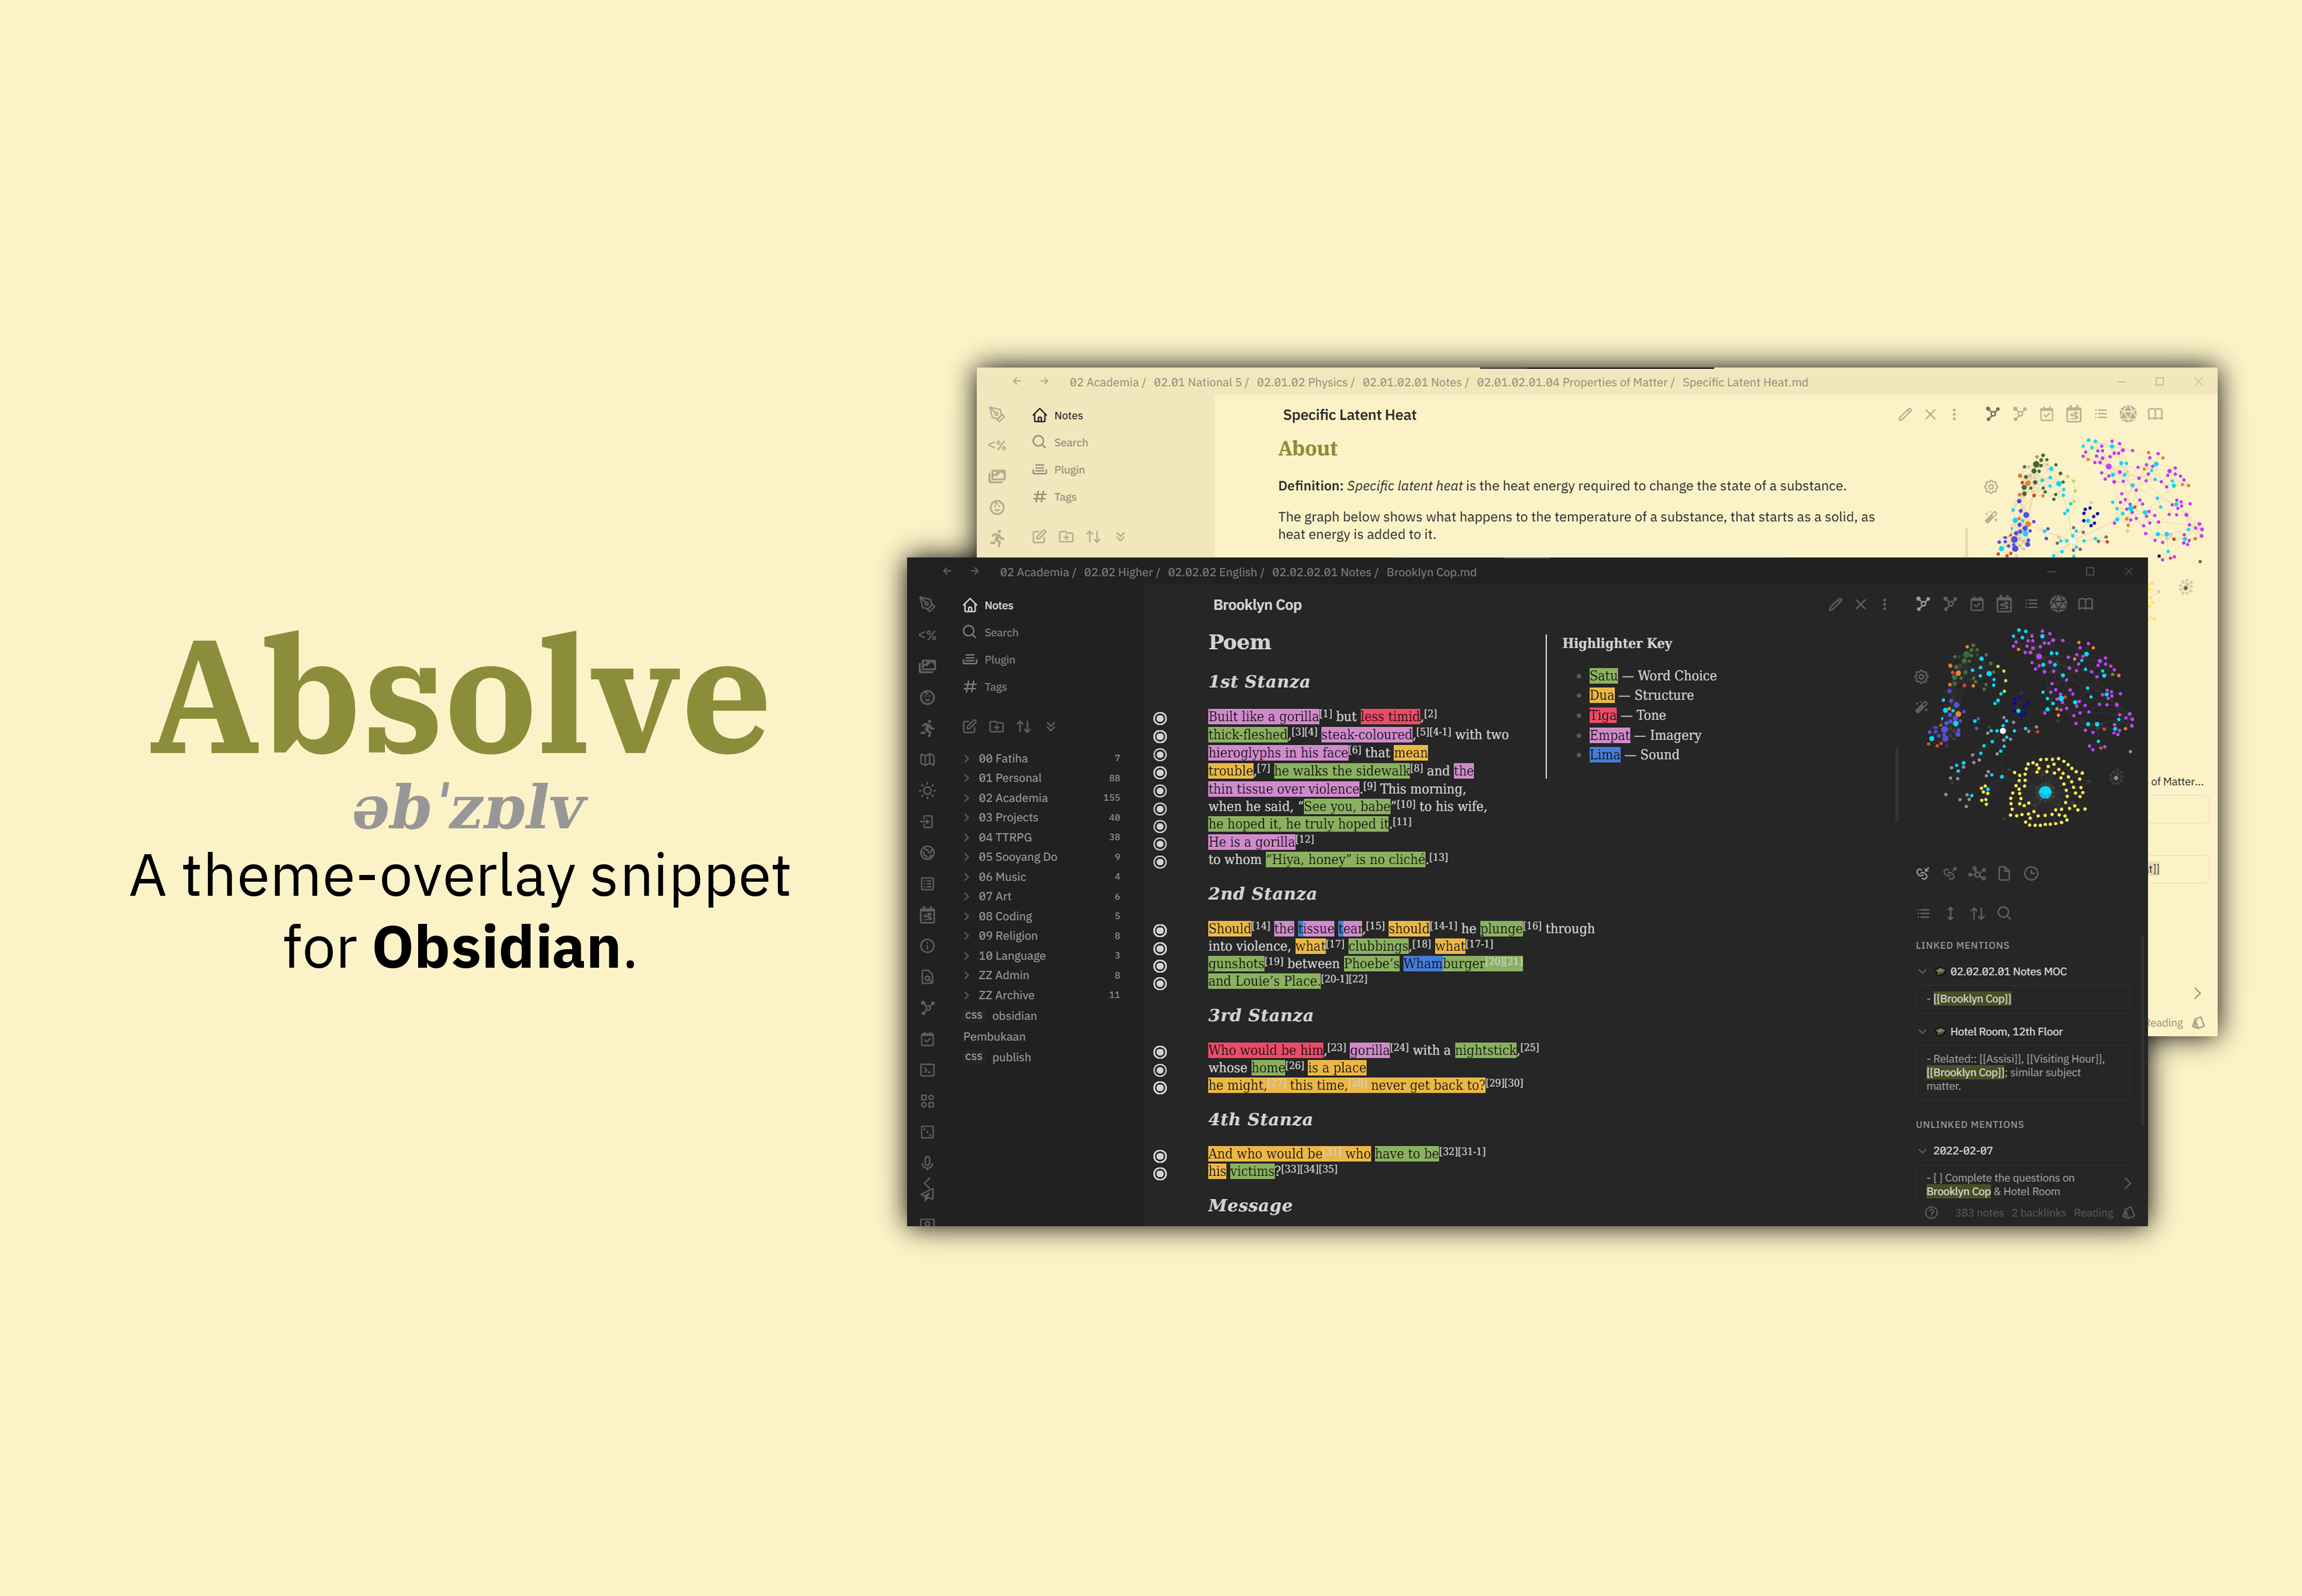 Absolve
əbˈzɒlv
A theme-overlay snippet
for Obsidian.
02 Academia / 02.01 National 5 / 02.01.02 Physics / 02.01.02.01 Notes / 02.01.02.01.04 Properties of Matter / Specific Latent Heat.md
Notes
Search
Plugin
Tags
Specific Latent Heat
About
Definition: Specific latent heat is the heat energy required to change the state of a substance.
The graph below shows what happens to the temperature of a substance, that starts as a solid, as
heat energy is added to it.
of Matter...
t]]
Reading
02 Academia / 02.02 Higher / 02.02.02 English / 02.02.02.01 Notes / Brooklyn Cop.md
<%
Notes
Search
Plugin
Tags
00 Fatiha 7
01 Personal 88
02 Academia 155
03 Projects 40
04 TTRPG 38
05 Sooyang Do 9
06 Music 4
07 Art 6
08 Coding 5
09 Religion 8
10 Language 3
ZZ Admin 8
ZZ Archive 11
CSS obsidian
Pembukaan
CSS publish
Brooklyn Cop
Poem
1st Stanza
Built like a gorilla[1] but less timid,[2]
thick-fleshed,[3][4] steak-coloured,[5][4-1] with two
hieroglyphs in his face[6] that mean
trouble,[7] he walks the sidewalk[8] and the
thin tissue over violence.[9] This morning,
when he said, “See you, babe”[10] to his wife,
he hoped it, he truly hoped it.[11]
He is a gorilla[12]
to whom “Hiya, honey” is no cliché.[13]
2nd Stanza
Should[14] the tissue tear,[15] should[14-1] he plunge[16] through
into violence, what[17] clubbings,[18] what[17-1]
gunshots[19] between Phoebe’s Whamburger[20][21]
and Louie’s Place.[20-1][22]
3rd Stanza
Who would be him,[23] gorilla[24] with a nightstick,[25]
whose home[26] is a place
he might,[27] this time,[28] never get back to?[29][30]
4th Stanza
And who would be[31] who have to be[32][31-1]
his victims?[33][34][35]
Message
Highlighter Key
Satu — Word Choice
Dua — Structure
Tiga — Tone
Empat — Imagery
Lima — Sound
LINKED MENTIONS
02.02.02.01 Notes MOC
- [[Brooklyn Cop]]
Hotel Room, 12th Floor
- Related:: [[Assisi]], [[Visiting Hour]],
[[Brooklyn Cop]]; similar subject
matter.
UNLINKED MENTIONS
2022-02-07
- [ ] Complete the questions on
Brooklyn Cop & Hotel Room
383 notes 2 backlinks Reading